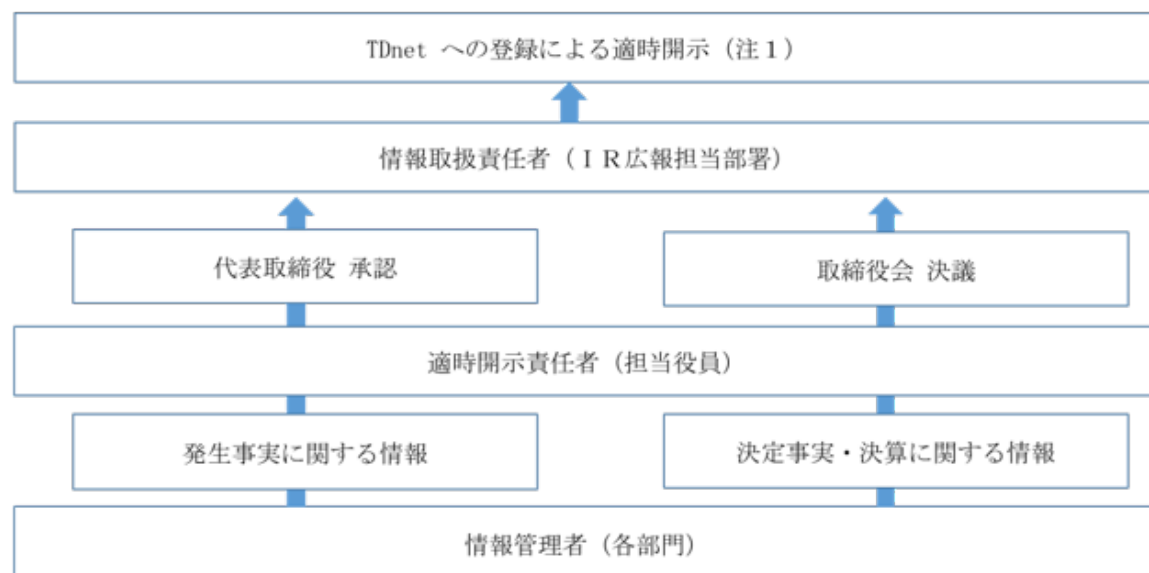 TDnet への登録による適時開示（注１）
情報取扱責任者（ＩＲ広報担当部署）
代表取締役 承認
取締役会 決議
適時開示責任者（担当役員）
発生事実に関する情報
決定事実・決算に関する情報
情報管理者（各部門）